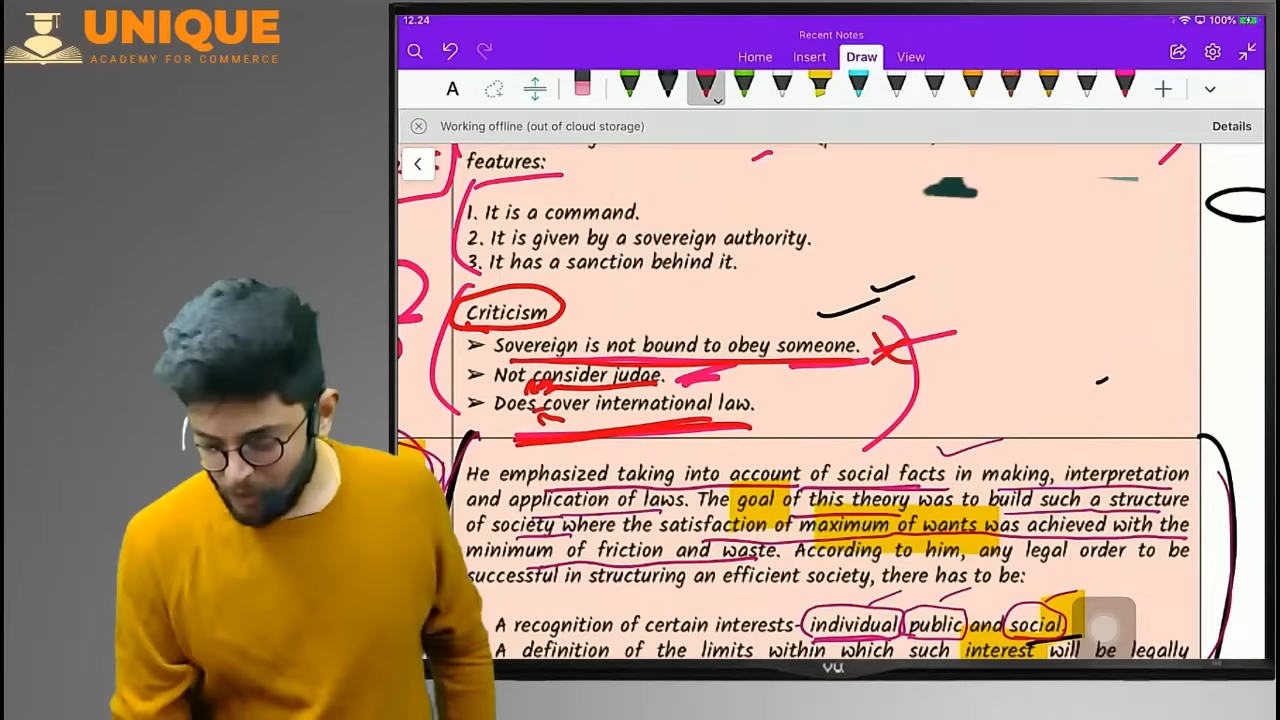 UNIQUE
ACADEMY FOR COMMERCE
12.24
100%
Recent Notes
Home Insert Draw View
A
Working offline (out of cloud storage)
Details
features:
1. It is a command.
2. It is given by a sovereign authority.
3. It has a sanction behind it.
Criticism
➤ Sovereign is not bound to obey someone.
➤ Not consider judge.
➤ Does cover international law.
He emphasized taking into account of social facts in making, interpretation
and application of laws. The goal of this theory was to build such a structure
of society where the satisfaction of maximum of wants was achieved with the
minimum of friction and waste. According to him, any legal order to be
successful in structuring an efficient society, there has to be:
A recognition of certain interests- individual, public and social.
A definition of the limits within which such interest will be legally
VU